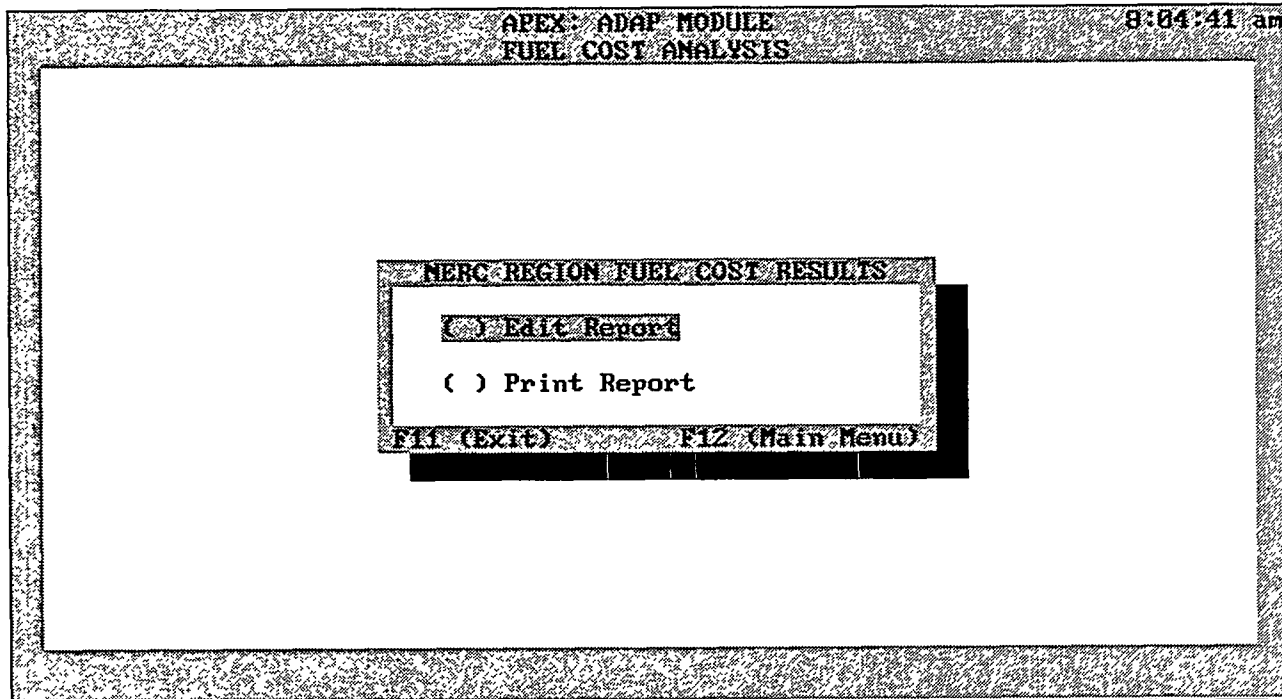 APEX: ADAP MODULE 8:04:41 am
FUEL COST ANALYSIS
NERC REGION FUEL COST RESULTS
( ) Edit Report
( ) Print Report
F11 (Exit) F12 (Main Menu)